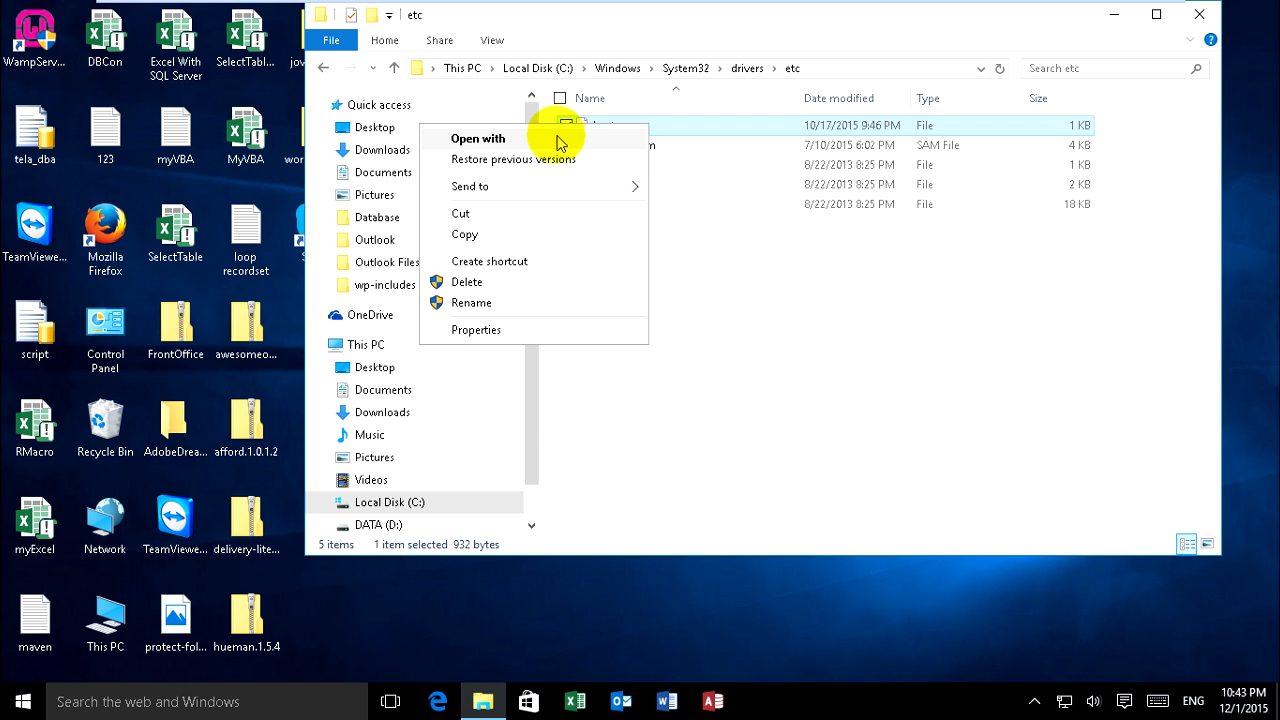 etc
File
Home
Share
View
This PC
Local Disk (C:)
Windows
System32
drivers
etc
Search etc
Name
Date modified
Type
Size
10/17/2015 9:46 PM
File
1 KB
7/10/2015 6:02 PM
SAM File
4 KB
8/22/2013 8:25 PM
File
1 KB
8/22/2013 8:25 PM
File
2 KB
8/22/2013 8:25 PM
File
18 KB
Quick access
Desktop
Downloads
Documents
Pictures
Database
Outlook
Outlook Files
wp-includes
OneDrive
This PC
Desktop
Documents
Downloads
Music
Pictures
Videos
Local Disk (C:)
DATA (D:)
Open with
Restore previous versions
Send to
Cut
Copy
Create shortcut
Delete
Rename
Properties
5 items
1 item selected
932 bytes
WampServ...
DBCon
Excel With
SQL Server
SelectTabl...
tela_dba
123
myVBA
MyVBA
TeamViewe...
Mozilla
Firefox
SelectTable
loop
recordset
script
Control
Panel
FrontOffice
awesomeo...
RMacro
Recycle Bin
AdobeDrea...
afford.1.0.1.2
myExcel
Network
TeamViewe...
delivery-lite...
maven
This PC
protect-fol...
hueman.1.5.4
Search the web and Windows
ENG
10:43 PM
12/1/2015